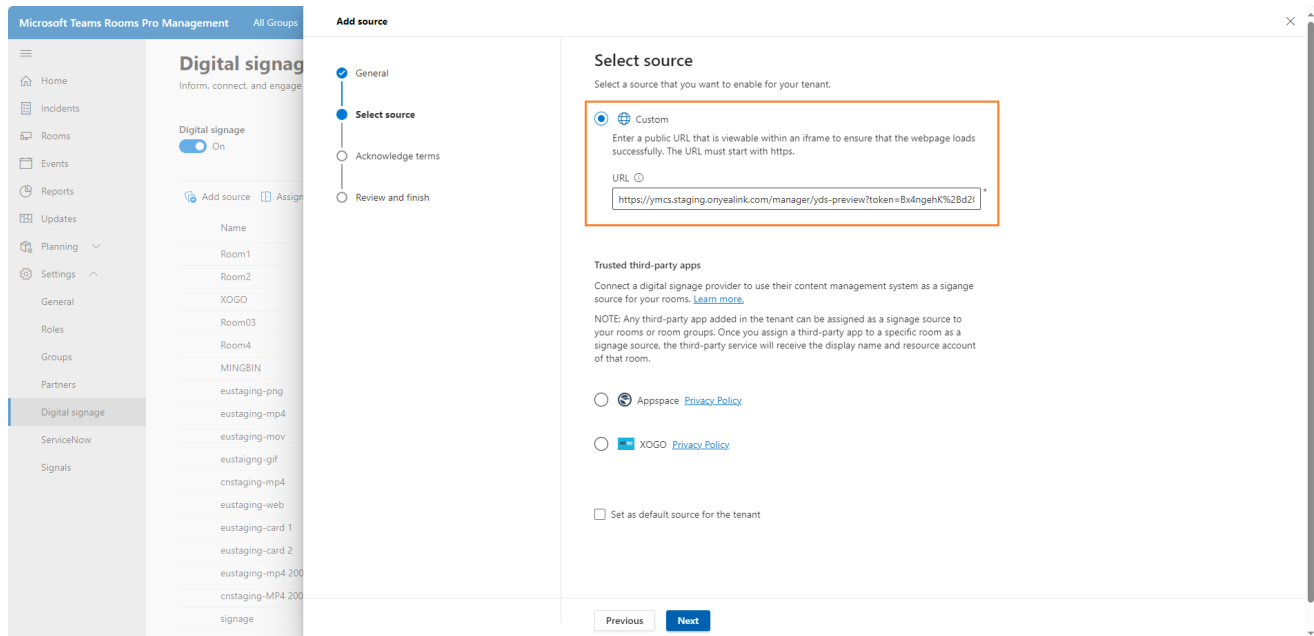 Microsoft Teams Rooms Pro Management
All Groups
Home
Incidents
Rooms
Events
Reports
Updates
Planning
Settings
General
Roles
Groups
Partners
Digital signage
ServiceNow
Signals
Digital signag
Inform, connect, and engage
Digital signage
On
Add source
Assign
Name
Room1
Room2
XOGO
Room03
Room4
MINGBIN
eustaging-png
eustaging-mp4
eustaging-mov
eustaigng-gif
cnstaging-mp4
eustaging-web
eustaging-card 1
eustaging-card 2
eustaging-mp4 200
cnstaging-MP4 200
signage
Add source
General
Select source
Acknowledge terms
Review and finish
Select source
Select a source that you want to enable for your tenant.
Custom
Enter a public URL that is viewable within an iframe to ensure that the webpage loads
successfully. The URL must start with https.
URL
*
https://ymcs.staging.onyealink.com/manager/yds-preview?token=Bx4ngehK%2Bd2
Trusted third-party apps
Connect a digital signage provider to use their content management system as a sigange
source for your rooms. Learn more.
NOTE: Any third-party app added in the tenant can be assigned as a signage source to
your rooms or room groups. Once you assign a third-party app to a specific room as a
signage source, the third-party service will receive the display name and resource account
of that room.
Appspace Privacy Policy
XOGO Privacy Policy
Set as default source for the tenant
Previous
Next